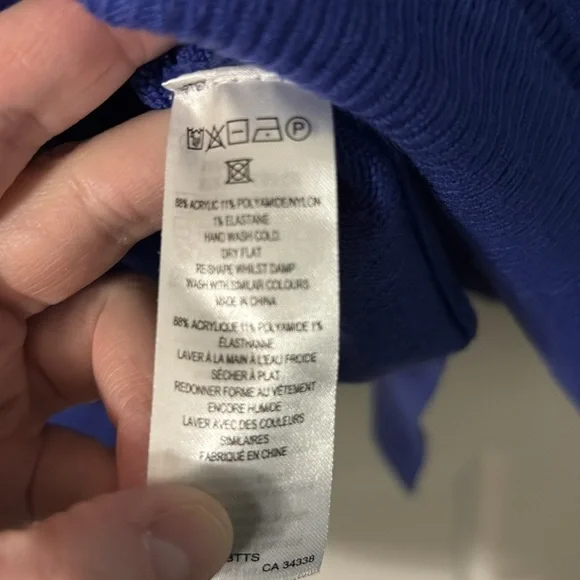 P
88% ACRYLIC 11% POLYAMIDE/NYLON
1% ELASTANE
HAND WASH COLD.
DRY FLAT
RE-SHAPE WHILST DAMP
WASH WITH SIMILAR COLOURS
MADE IN CHINA
88% ACRYLIQUE 11% POLYAMIDE 1%
ÉLASTHANNE
LAVER À LA MAIN À L'EAU FROIDE
SÉCHER À PLAT
REDONNER FORME AU VÊTEMENT
ENCORE HUMIDE
LAVER AVEC DES COULEURS
SIMILAIRES
FABRIQUÉ EN CHINE
CA 34338